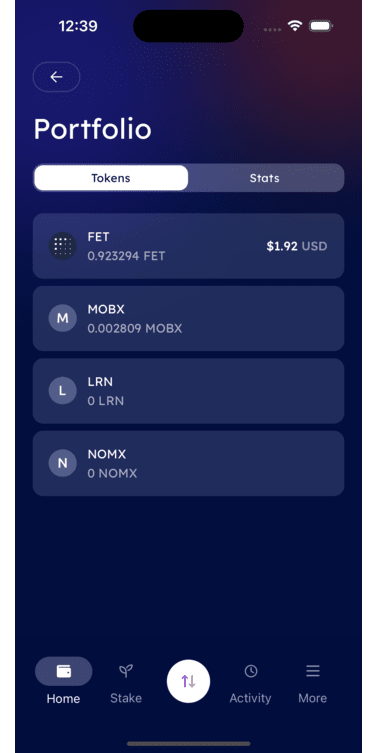 12:39
Portfolio
Tokens
Stats
FET
0.923294 FET
$1.92 USD
M
MOBX
0.002809 MOBX
L
LRN
0 LRN
N
NOMX
0 NOMX
Home
Stake
Activity
More